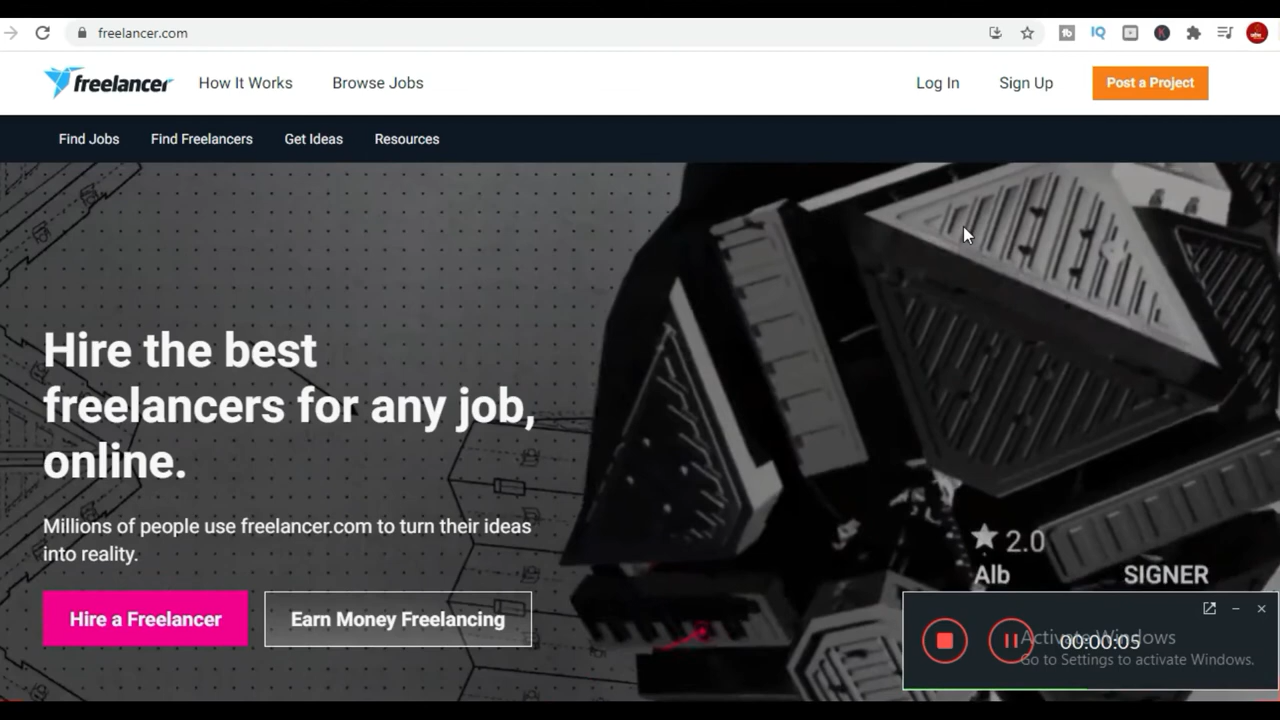 freelancer.com
IQ
freelancer How It Works Browse Jobs Log In Sign Up Post a Project
Find Jobs Find Freelancers Get Ideas Resources
Hire the best
freelancers for any job,
online.
Millions of people use freelancer.com to turn their ideas
into reality.
Hire a Freelancer Earn Money Freelancing
2.0
Alb SIGNER
00:00:05
Activate Windows
Go to Settings to activate Windows.